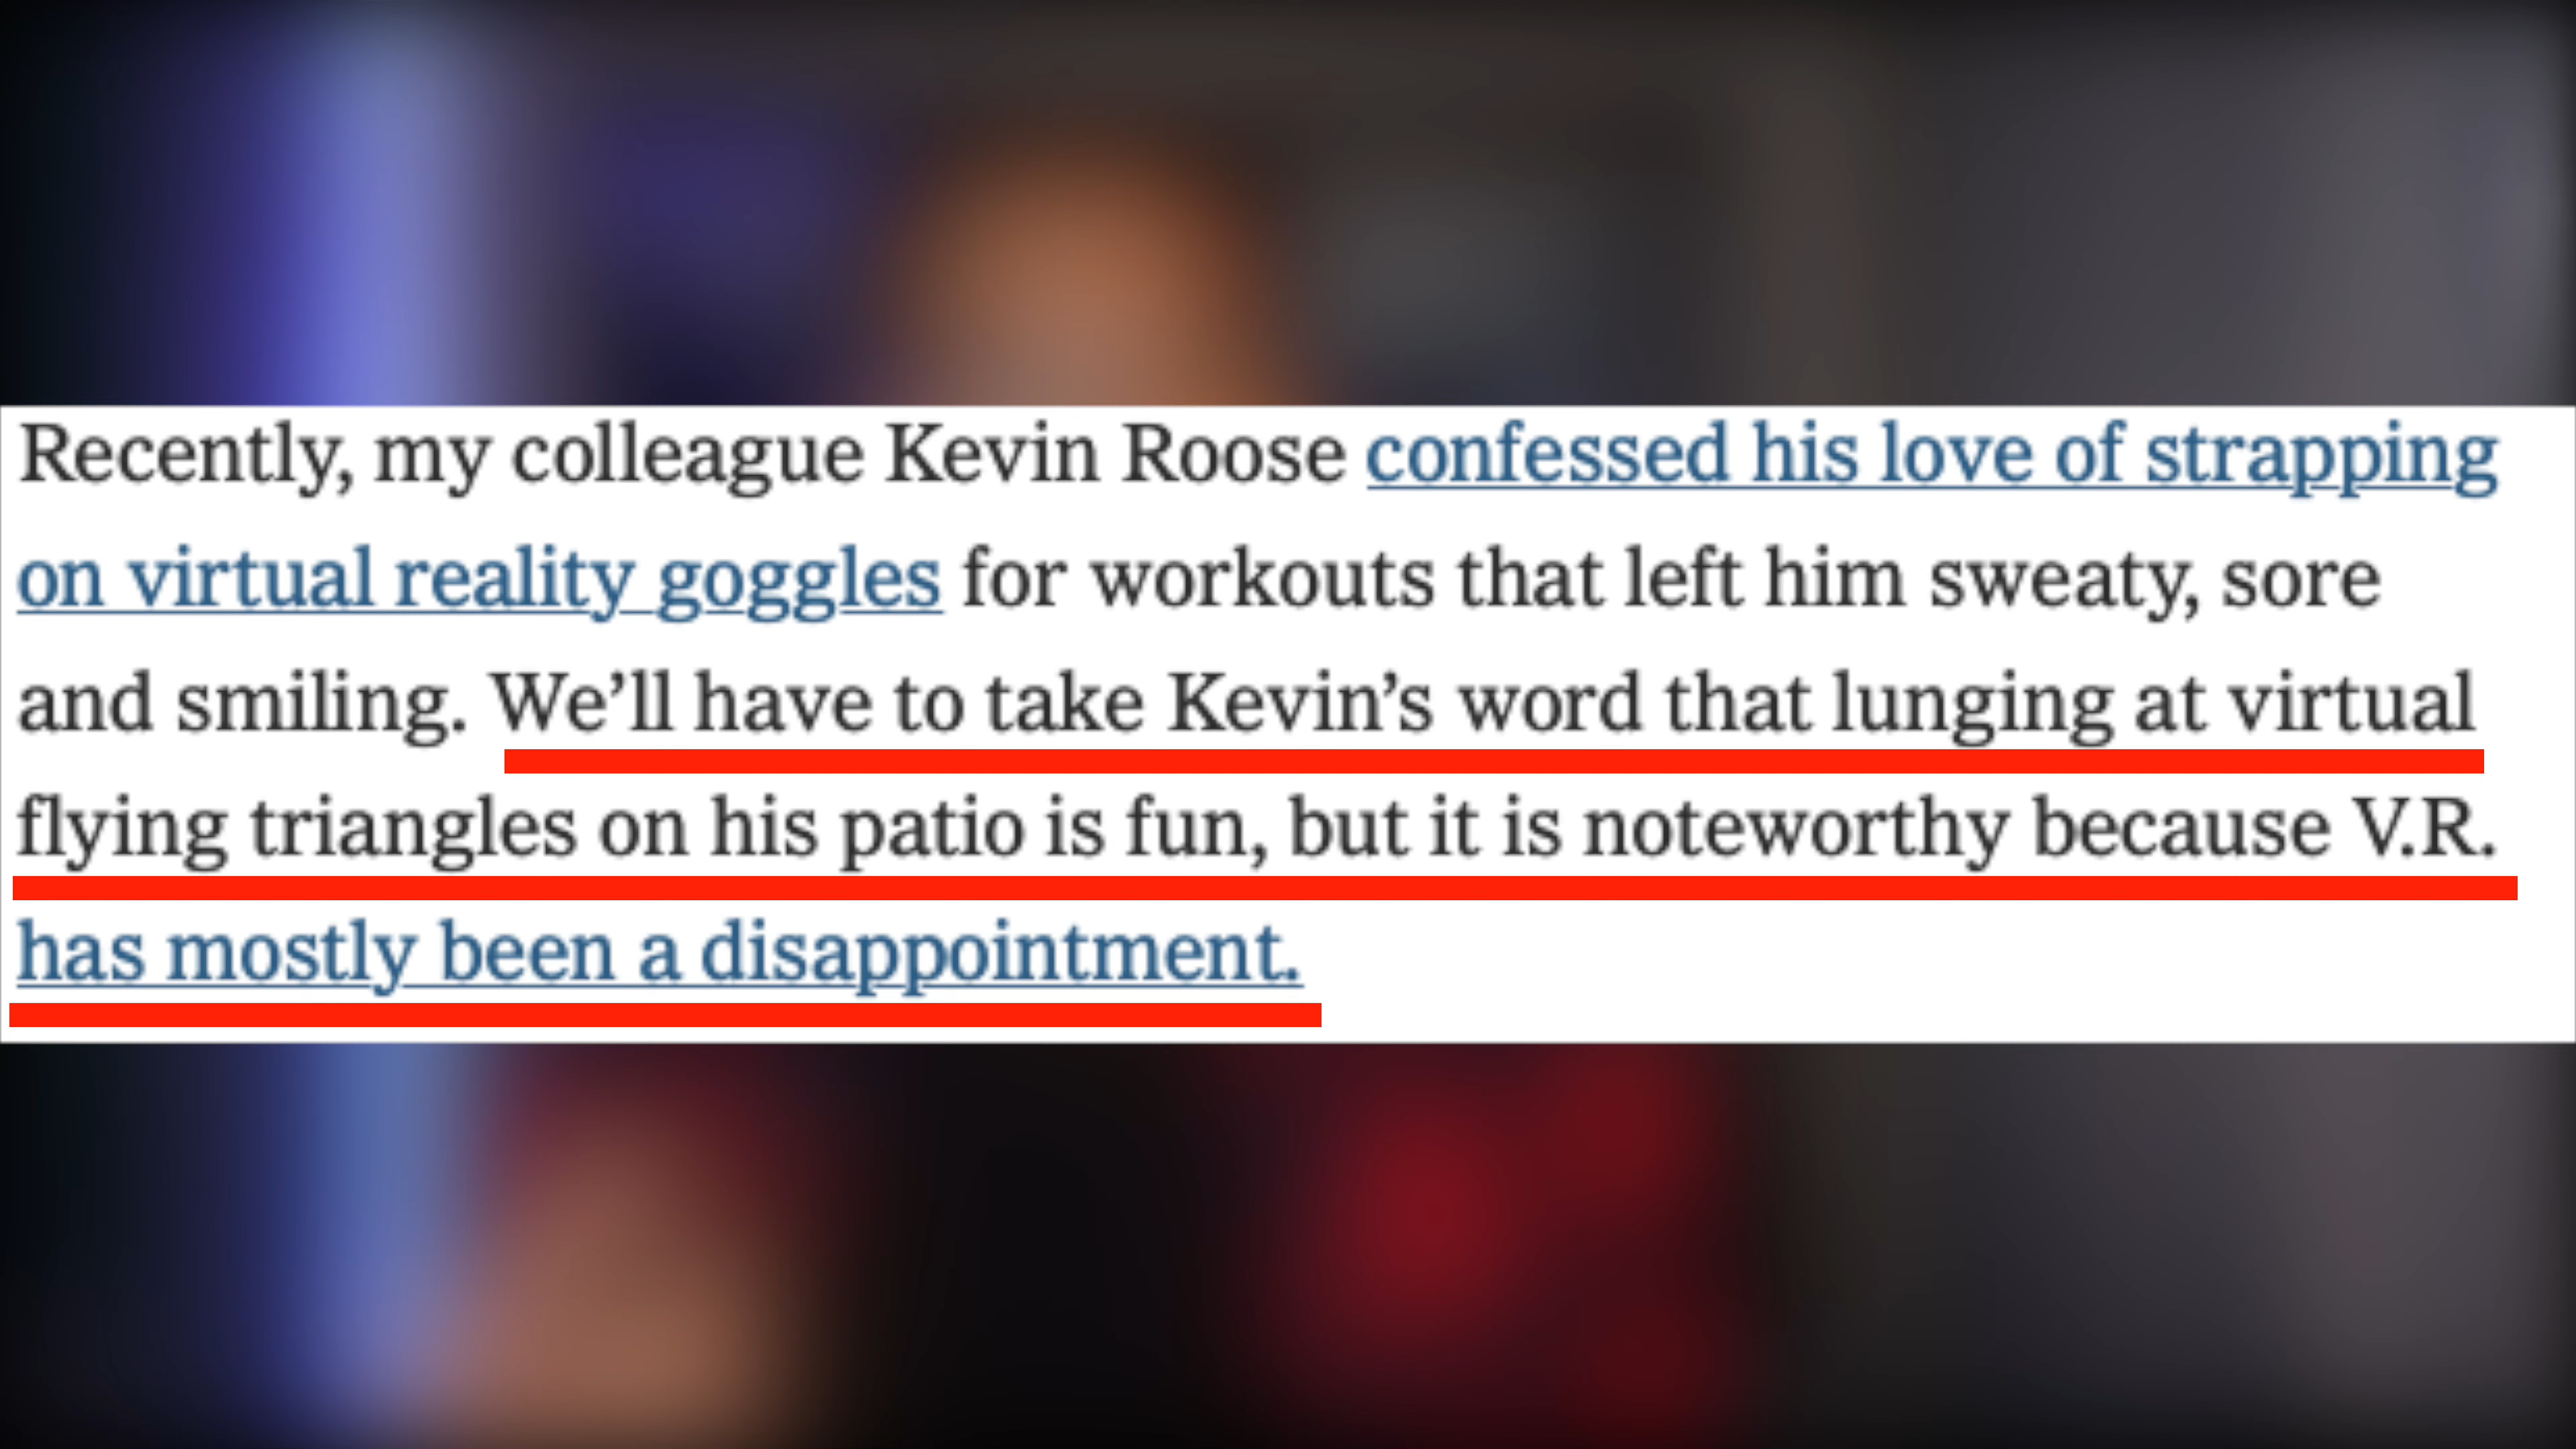 Recently, my colleague Kevin Roose confessed his love of strapping
on virtual reality goggles for workouts that left him sweaty, sore
and smiling. We’ll have to take Kevin’s word that lunging at virtual
flying triangles on his patio is fun, but it is noteworthy because V.R.
has mostly been a disappointment.